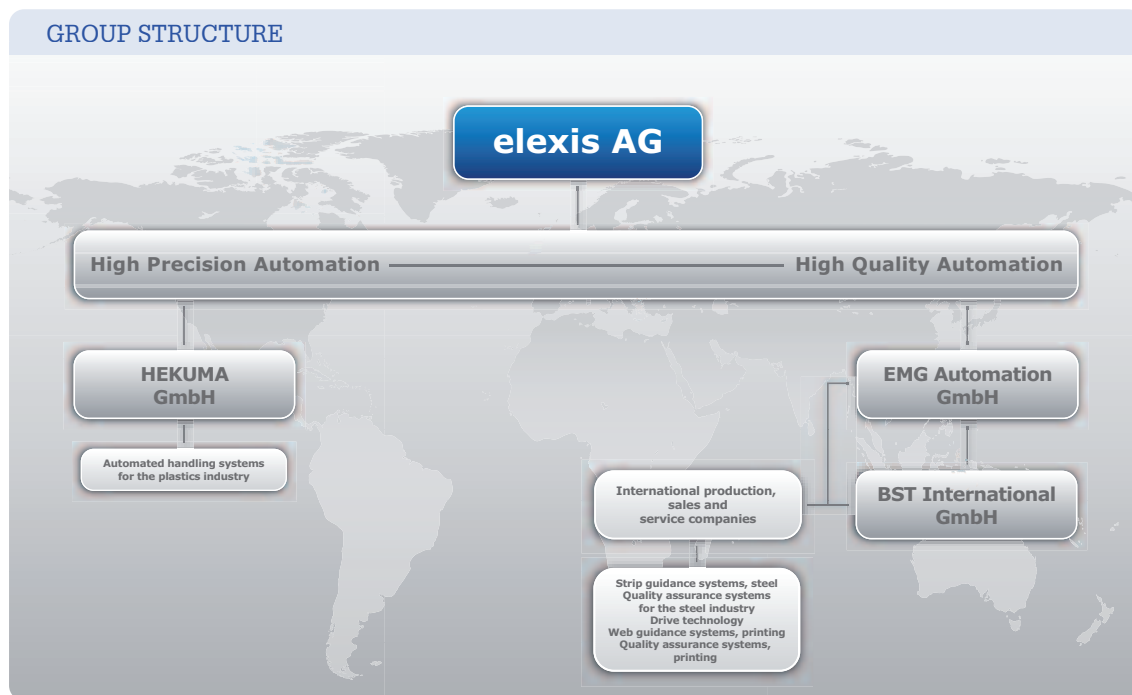 GROUP STRUCTURE
elexis AG
High Precision Automation
High Quality Automation
HEKUMA
GmbH
Automated handling systems
for the plastics industry
EMG Automation
GmbH
BST International
GmbH
International production,
sales and
service companies
Strip guidance systems, steel
Quality assurance systems
for the steel industry
Drive technology
Web guidance systems, printing
Quality assurance systems,
printing